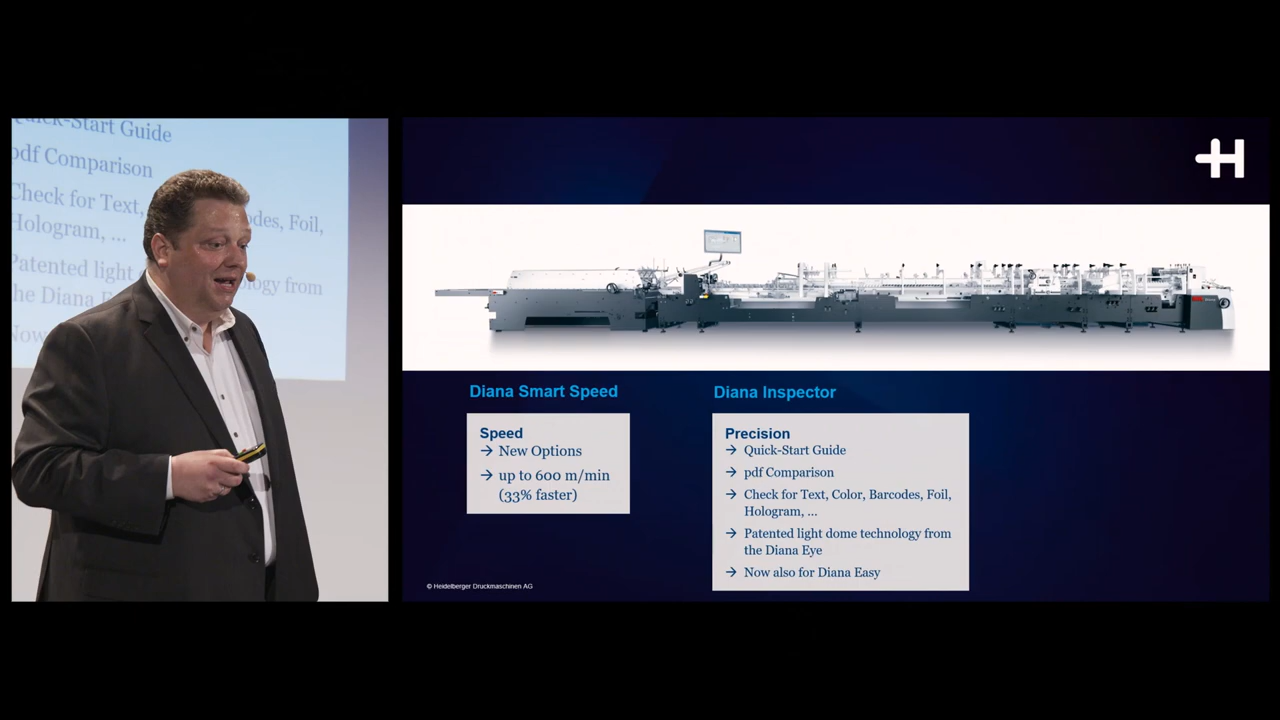 Quick-Start Guide
pdf Comparison
Check for Text,
Hologram, ...
Foil,
Patented light
from
the Diana
Now
Diana Smart Speed
Speed
→ New Options
→ up to 600 m/min
(33% faster)
Diana Inspector
Precision
→ Quick-Start Guide
→ pdf Comparison
→ Check for Text, Color, Barcodes, Foil,
Hologram, ...
→ Patented light dome technology from
the Diana Eye
→ Now also for Diana Easy
© Heidelberger Druckmaschinen AG